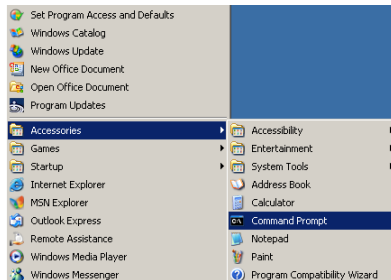 Set Program Access and Defaults
Windows Catalog
Windows Update
New Office Document
Open Office Document
Program Updates
Accessories
Games
Startup
Internet Explorer
MSN Explorer
Outlook Express
Remote Assistance
Windows Media Player
Windows Messenger
Accessibility
Entertainment
System Tools
Address Book
Calculator
Command Prompt
Notepad
Paint
Program Compatibility Wizard